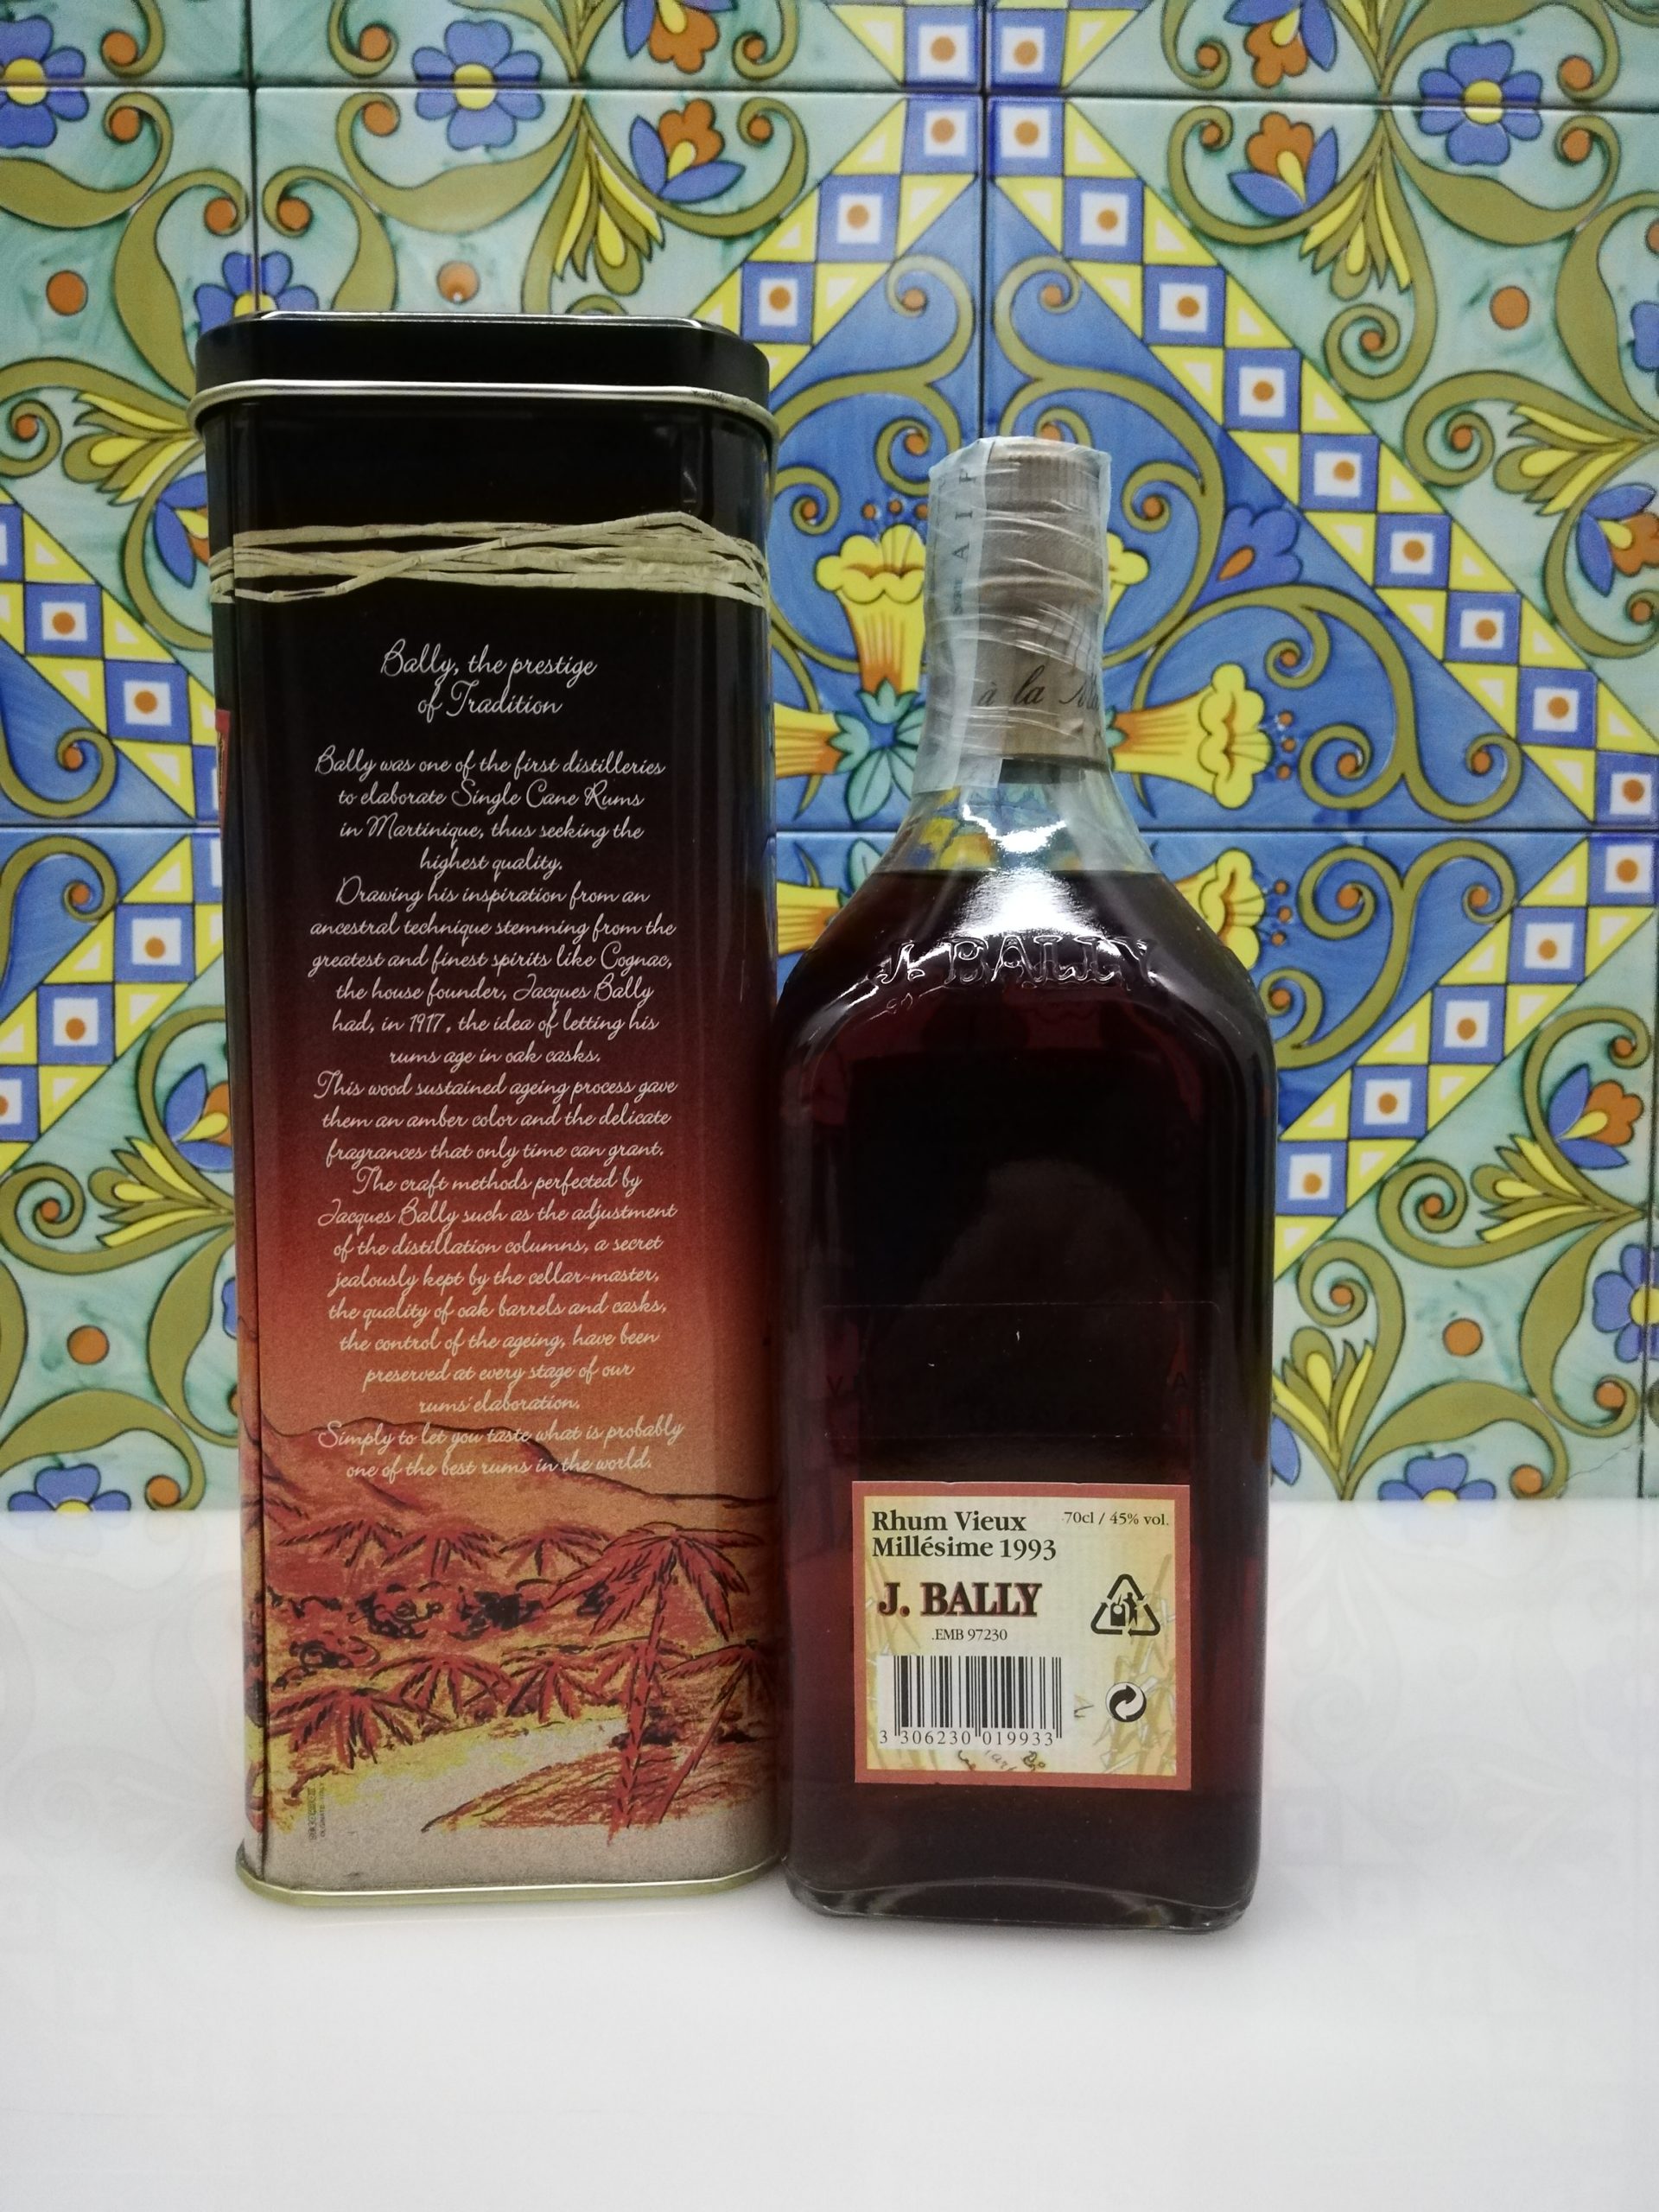 Bally, the prestige
of Tradition
Bally was one of the first distilleries
to elaborate Single Cane Rums
in Martinique, thus seeking the
highest quality.
Drawing his inspiration from an
ancestral technique stemming from the
greatest and finest spirits like Cognac,
the house founder, Jacques Bally
had, in 1917, the idea of letting his
rums age in oak casks.
This wood sustained ageing process gave
them an amber color and the delicate
fragrances that only time can grant.
The craft methods perfected by
Jacques Bally such as the adjustment
of the distillation columns, a secret
jealously kept by the cellar-master,
the quality of oak barrels and casks,
the control of the ageing, have been
preserved at every stage of our
rums' elaboration.
Simply to let you taste what is probably
one of the best rums in the world.
à la
J. BALLY
Rhum Vieux 70cl / 45% vol.
Millésime 1993
J. BALLY
.EMB 97230
3 306230 019933